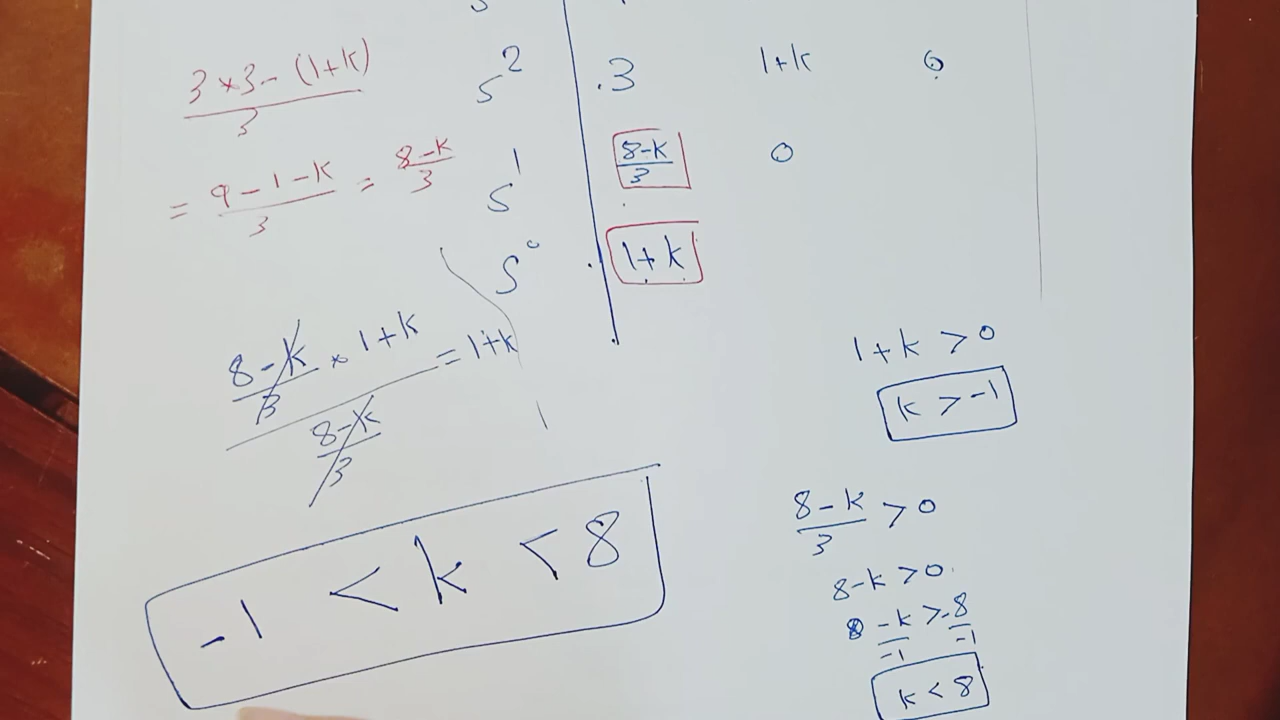 3×3-(1+k)/3
= 9-1-k/3 = 8-k/3
s² | 3 1+k 0
s¹ | 8-k/3 0
s⁰ | 1+k
8-k/3 × 1+k / 8-k/3 = 1+k
-1 < k < 8
1+k > 0
k > -1
8-k/3 > 0
8-k > 0
-k/-1 > -8/-1
k < 8